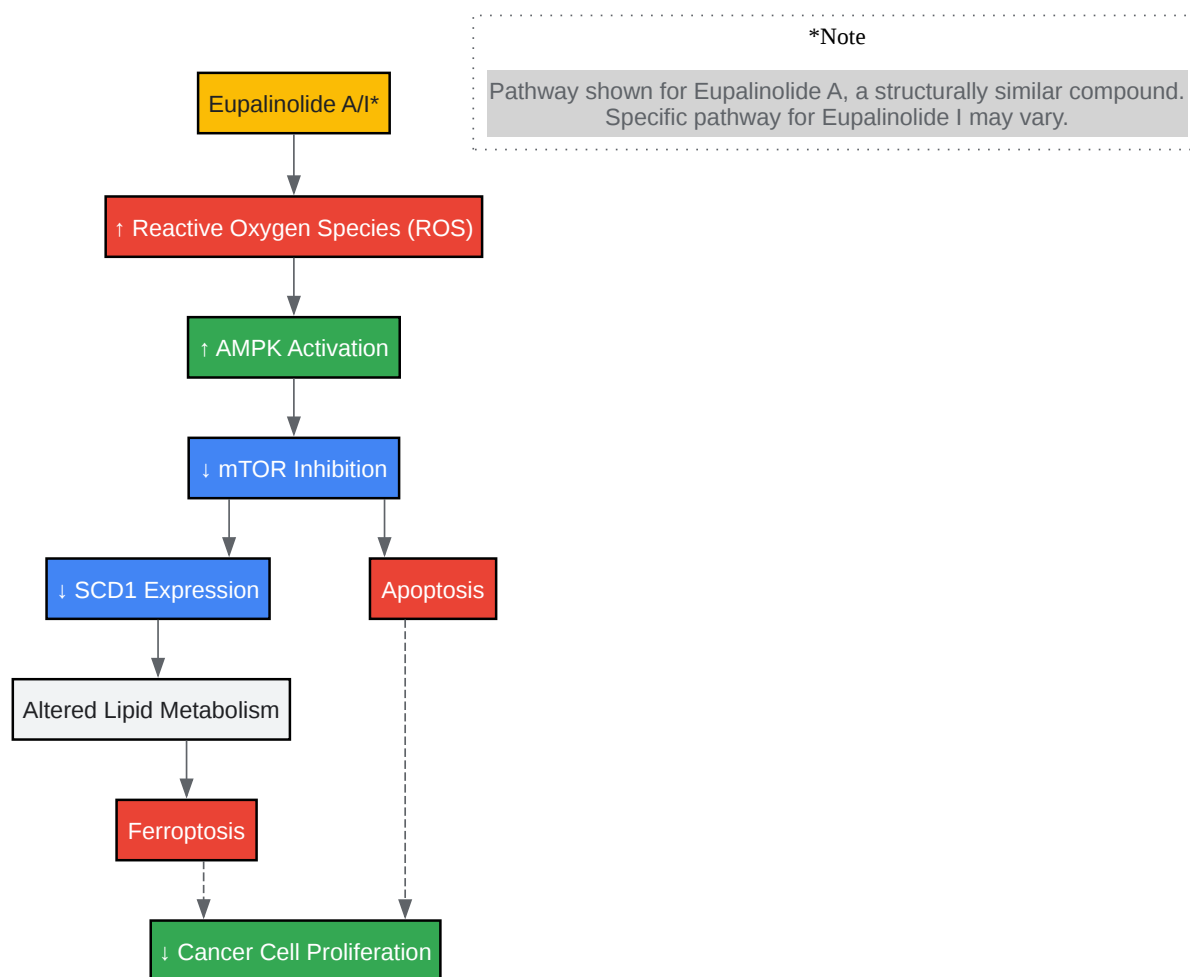 *Note
Pathway shown for Eupalinolide A, a structurally similar compound.
Specific pathway for Eupalinolide I may vary.
Eupalinolide A/I*
↑ Reactive Oxygen Species (ROS)
↑ AMPK Activation
↓ mTOR Inhibition
↓ SCD1 Expression
Apoptosis
Altered Lipid Metabolism
Ferroptosis
↓ Cancer Cell Proliferation